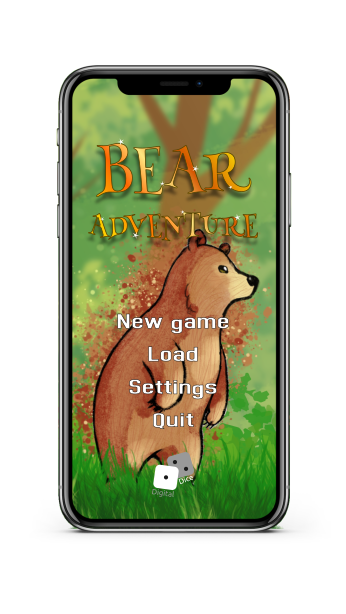 BEAR
ADVENTURE
New game
Load
Settings
Quit
Dice
Digital